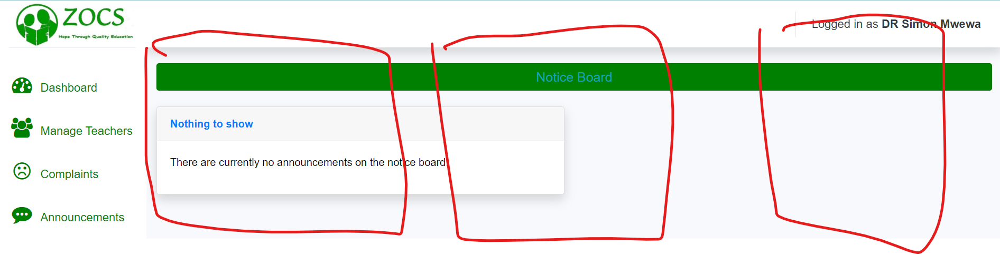 ZOCS
Hope Through Quality Education
Logged in as DR Simon Mwewa
Dashboard
Manage Teachers
Complaints
Announcements
Notice Board
Nothing to show
There are currently no announcements on the notice board.